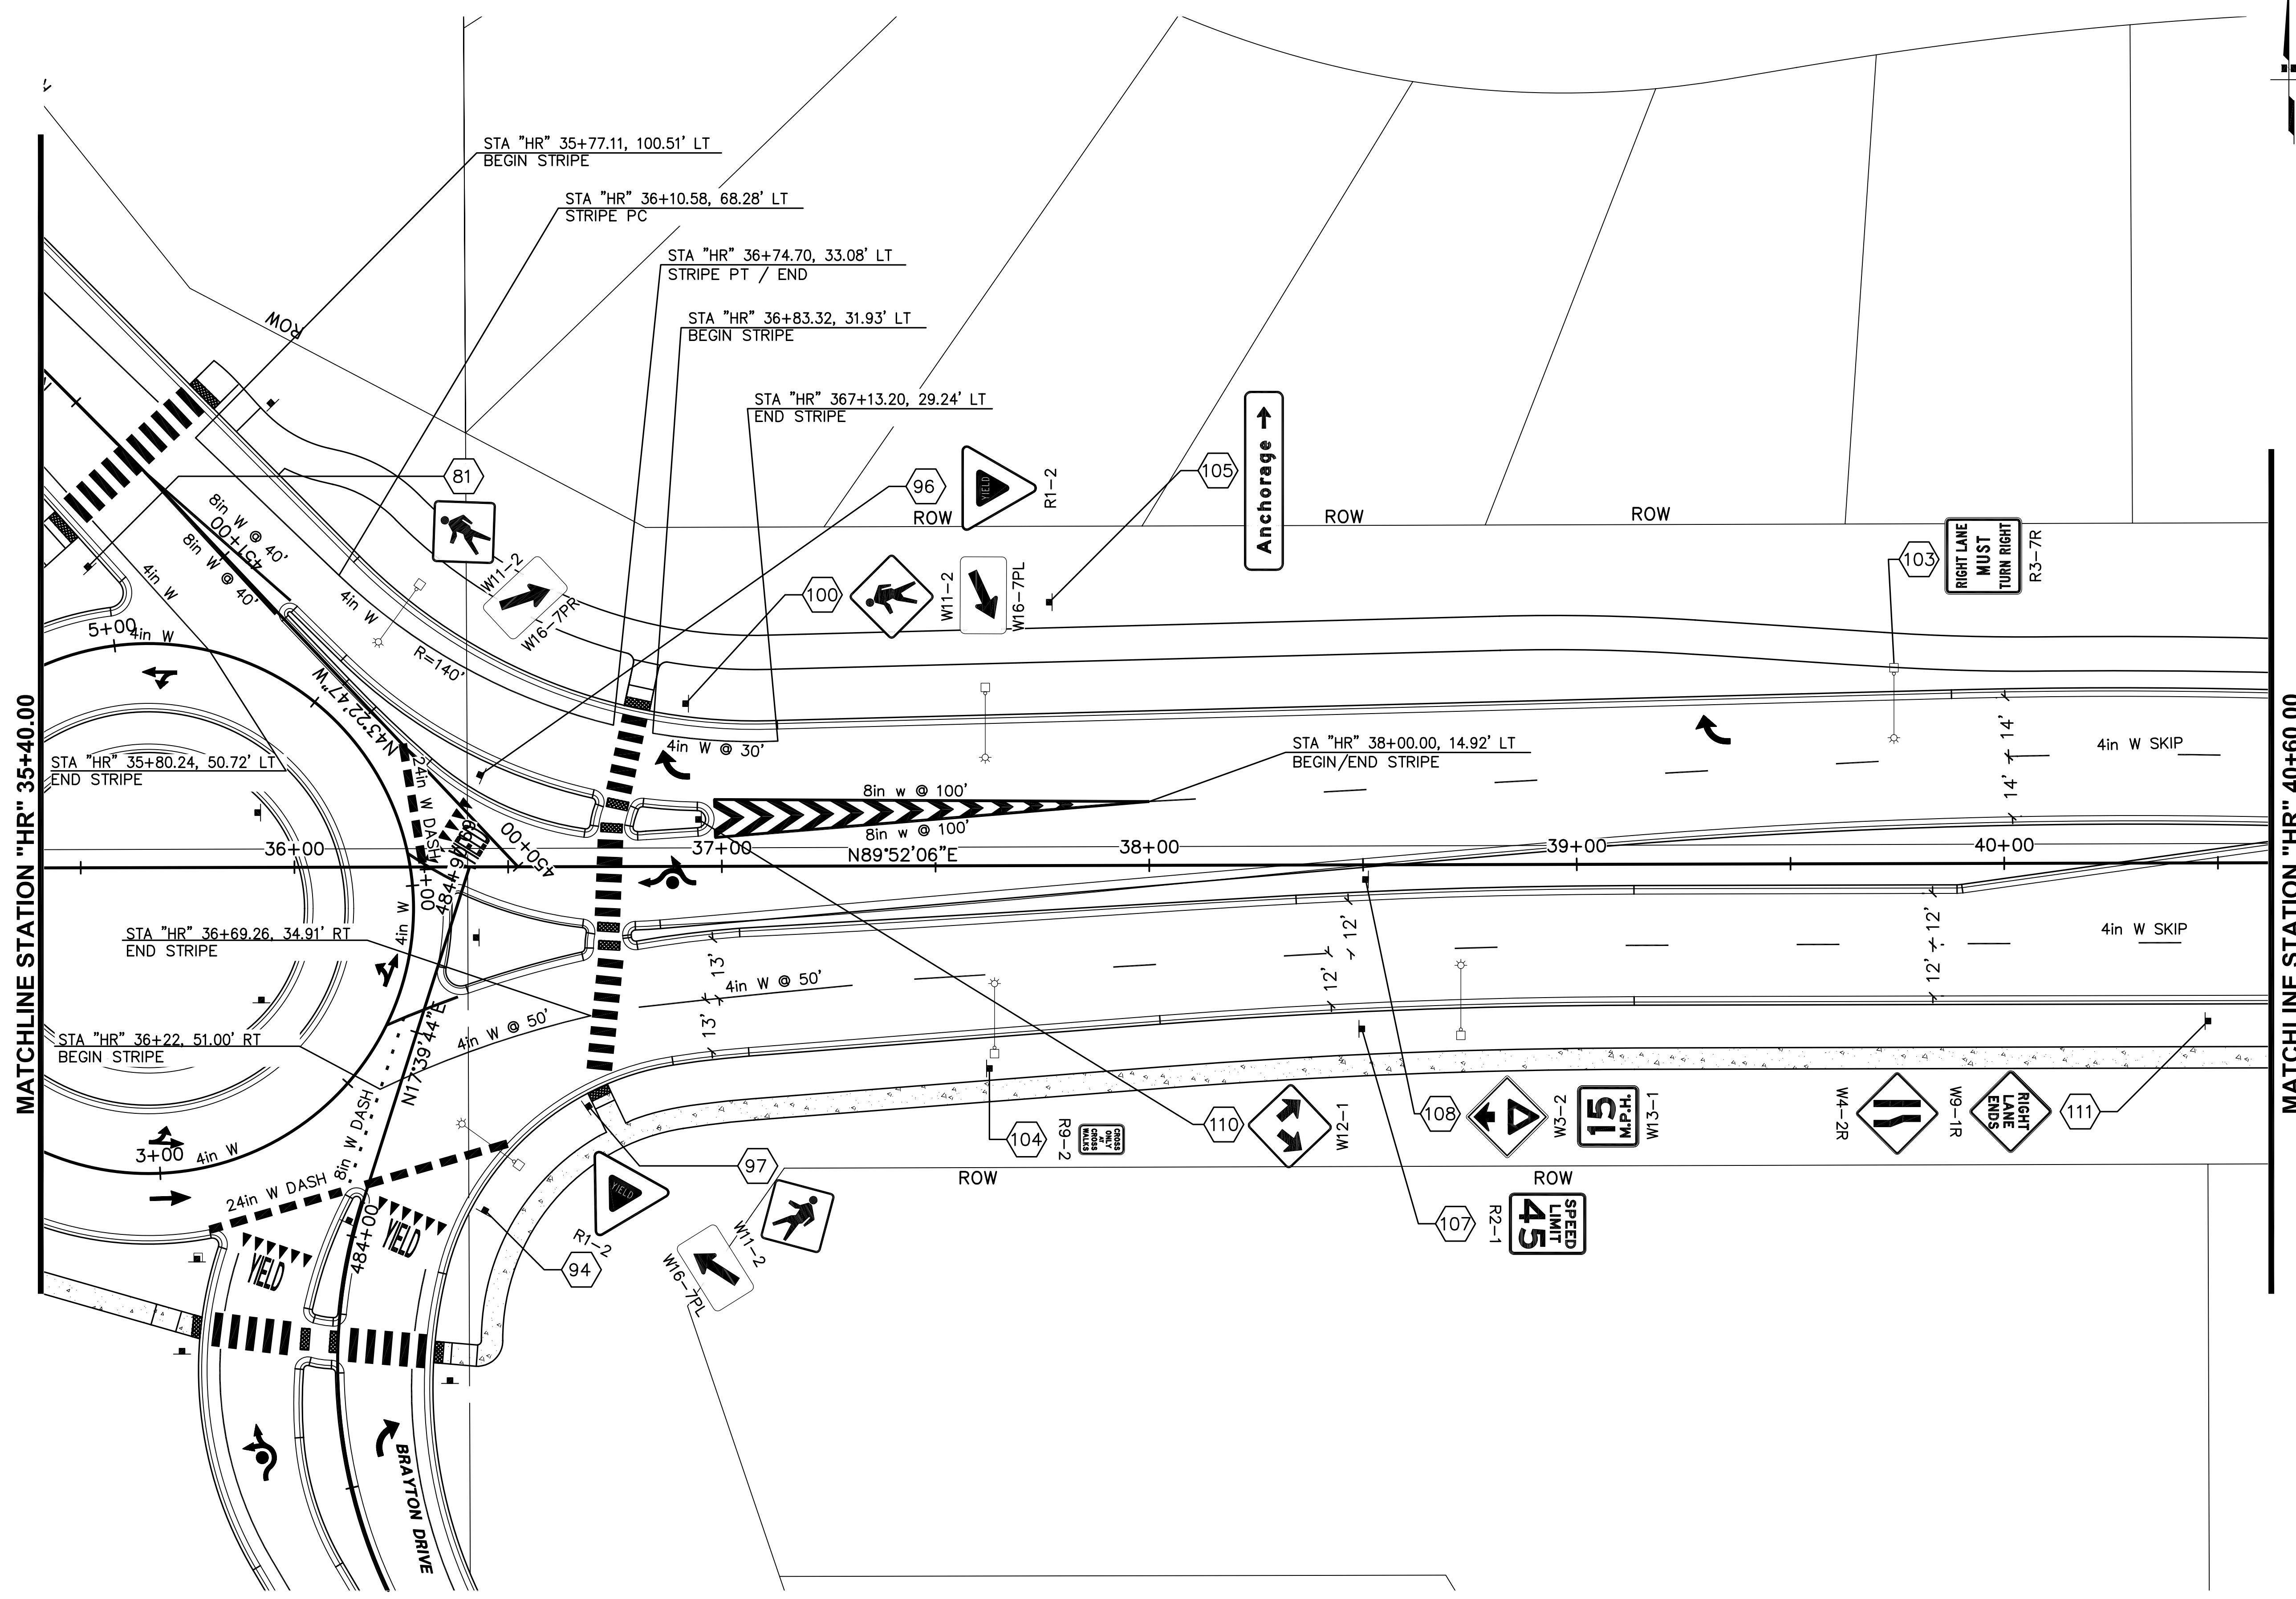 STA "HR" 35+77.11, 100.51' LT
BEGIN STRIPE
STA "HR" 36+10.58, 68.28' LT
STRIPE PC
STA "HR" 36+74.70, 33.08' LT
STRIPE PT / END
STA "HR" 36+83.32, 31.93' LT
BEGIN STRIPE
STA "HR" 367+13.20, 29.24' LT
END STRIPE
ROW
81
W11-2
W16-7PR
96
YIELD
R1-2
ROW
105
Anchorage
ROW
ROW
100
W11-2
W16-7PL
103
RIGHT LANE
MUST
TURN RIGHT
R3-7R
8in W @ 40'
457+00
8in W @ 40'
4in W
4in W
R=140'
5+00
4in W
N43°22'47"W
24in W DASH
MATCHLINE STATION "HR" 35+40.00
MATCHLINE STATION "HR" 40+60.00
STA "HR" 35+80.24, 50.72' LT
END STRIPE
4in W @ 30'
STA "HR" 38+00.00, 14.92' LT
BEGIN/END STRIPE
8in w @ 100'
8in w @ 100'
14'
14'
4in W SKIP
36+00
YIELD
450+00
37+00
N89°52'06"E
38+00
39+00
40+00
4in W
STA "HR" 36+69.26, 34.91' RT
END STRIPE
13'
13'
4in W @ 50'
12'
12'
12'
12'
4in W SKIP
STA "HR" 36+22, 51.00' RT
BEGIN STRIPE
4in W @ 50'
N17°39'44"E
3+00
4in W
24in W DASH
8in W DASH
484+00
YIELD
YIELD
97
YIELD
R1-2
94
W11-2
W16-7PL
ROW
104
R9-2
CROSS
ONLY
AT
CROSS
WALKS
110
W12-1
108
W3-2
15
M.P.H.
W13-1
W4-2R
W9-1R
RIGHT
LANE
ENDS
111
ROW
107
R2-1
SPEED
LIMIT
45
BRAYTON DRIVE